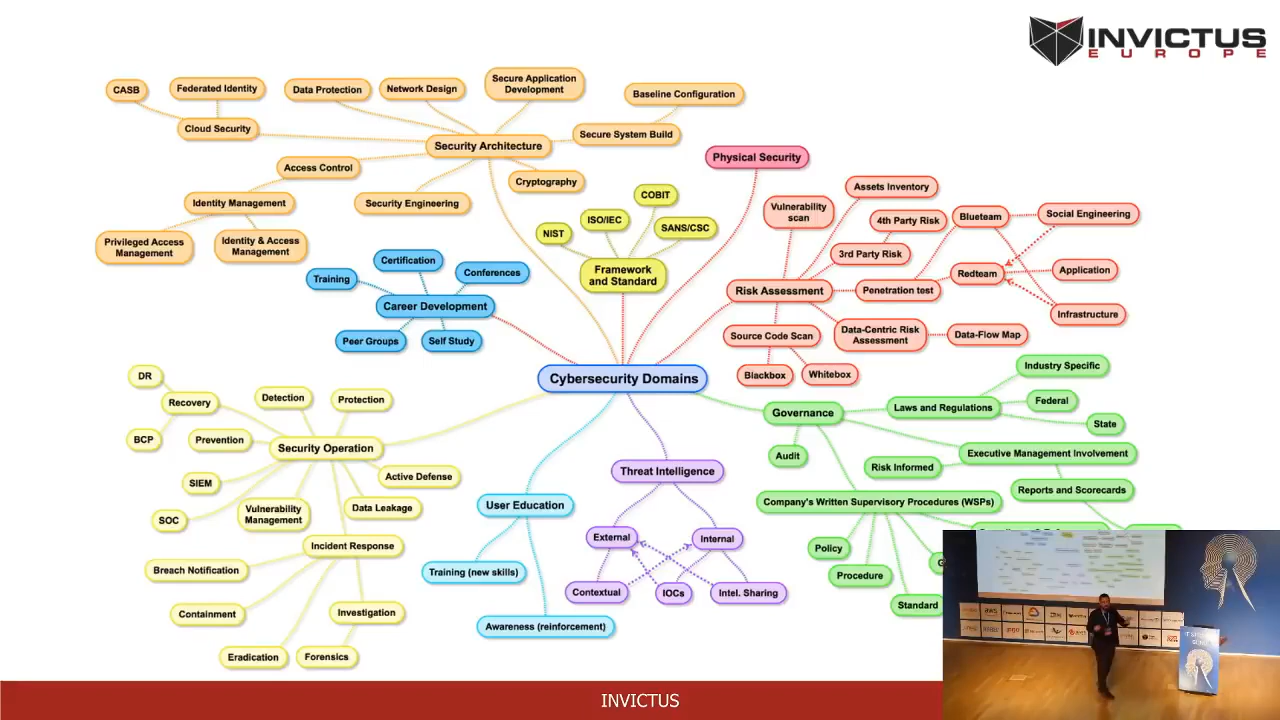 INVICTUS
EUROPE
CASB
Federated Identity
Cloud Security
Data Protection
Network Design
Secure Application
Development
Baseline Configuration
Secure System Build
Security Architecture
Access Control
Cryptography
Identity Management
Security Engineering
Privileged Access
Management
Identity & Access
Management
Physical Security
COBIT
ISO/IEC
NIST
SANS/CSC
Framework
and Standard
Certification
Training
Conferences
Career Development
Peer Groups
Self Study
Assets Inventory
Vulnerability
scan
4th Party Risk
3rd Party Risk
Blueteam
Social Engineering
Risk Assessment
Penetration test
Redteam
Application
Infrastructure
Source Code Scan
Data-Centric Risk
Assessment
Data-Flow Map
Blackbox
Whitebox
Cybersecurity Domains
DR
Recovery
BCP
Detection
Protection
Prevention
Security Operation
SIEM
Active Defense
SOC
Vulnerability
Management
Data Leakage
Incident Response
Breach Notification
Containment
Investigation
Eradication
Forensics
User Education
Training (new skills)
Awareness (reinforcement)
Threat Intelligence
External
Internal
Contextual
IOCs
Intel. Sharing
Industry Specific
Governance
Laws and Regulations
Federal
State
Audit
Executive Management Involvement
Risk Informed
Reports and Scorecards
Company's Written Supervisory Procedures (WSPs)
Policy
Procedure
Standard
INVICTUS